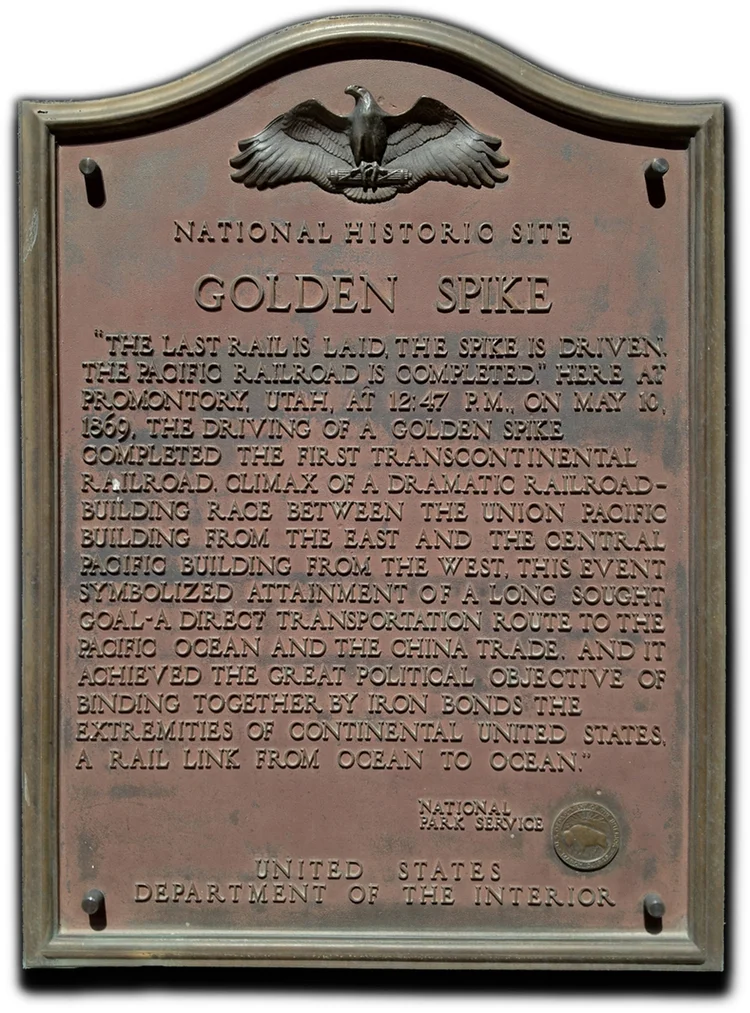 NATIONAL HISTORIC SITE
GOLDEN SPIKE
"THE LAST RAIL IS LAID, THE SPIKE IS DRIVEN,
THE PACIFIC RAILROAD IS COMPLETED." HERE AT
PROMONTORY, UTAH, AT 12:47 P.M., ON MAY 10,
1869, THE DRIVING OF A GOLDEN SPIKE
COMPLETED THE FIRST TRANSCONTINENTAL
RAILROAD. CLIMAX OF A DRAMATIC RAILROAD-
BUILDING RACE BETWEEN THE UNION PACIFIC
BUILDING FROM THE EAST AND THE CENTRAL
PACIFIC BUILDING FROM THE WEST, THIS EVENT
SYMBOLIZED ATTAINMENT OF A LONG SOUGHT
GOAL-A DIRECT TRANSPORTATION ROUTE TO THE
PACIFIC OCEAN AND THE CHINA TRADE. AND IT
ACHIEVED THE GREAT POLITICAL OBJECTIVE OF
BINDING TOGETHER BY IRON BONDS THE
EXTREMITIES OF CONTINENTAL UNITED STATES,
A RAIL LINK FROM OCEAN TO OCEAN."
NATIONAL
PARK SERVICE
UNITED STATES
DEPARTMENT OF THE INTERIOR